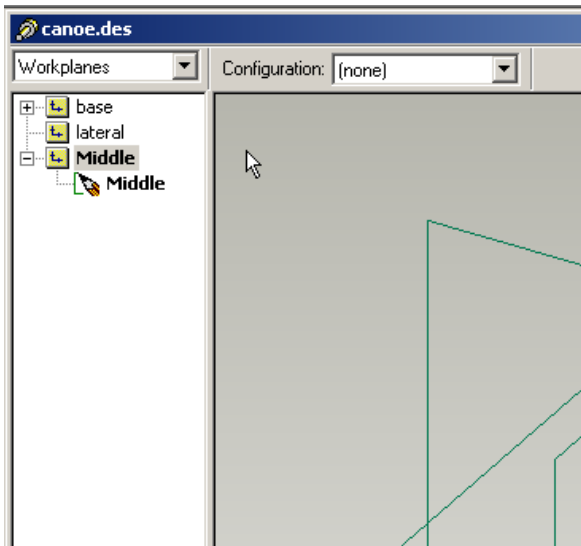 canoe.des
Workplanes
Configuration: (none)
base
lateral
Middle
Middle